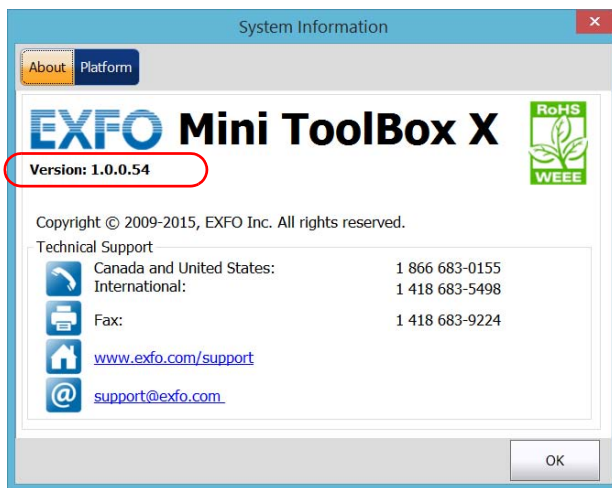 System Information
×
About Platform
EXFO Mini ToolBox X
RoHS
WEEE
Version: 1.0.0.54
Copyright © 2009-2015, EXFO Inc. All rights reserved.
Technical Support
Canada and United States: 1 866 683-0155
International: 1 418 683-5498
Fax: 1 418 683-9224
www.exfo.com/support
@ support@exfo.com
OK